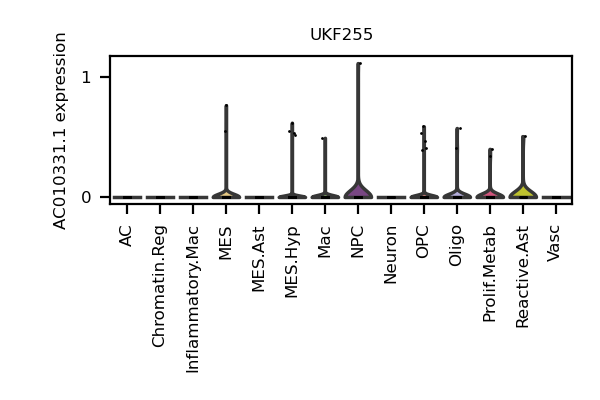 UKF255
AC010331.1 expression
1
0
AC
Chromatin.Reg
Inflammatory.Mac
MES
MES.Ast
MES.Hyp
Mac
NPC
Neuron
OPC
Oligo
Prolif.Metab
Reactive.Ast
Vasc